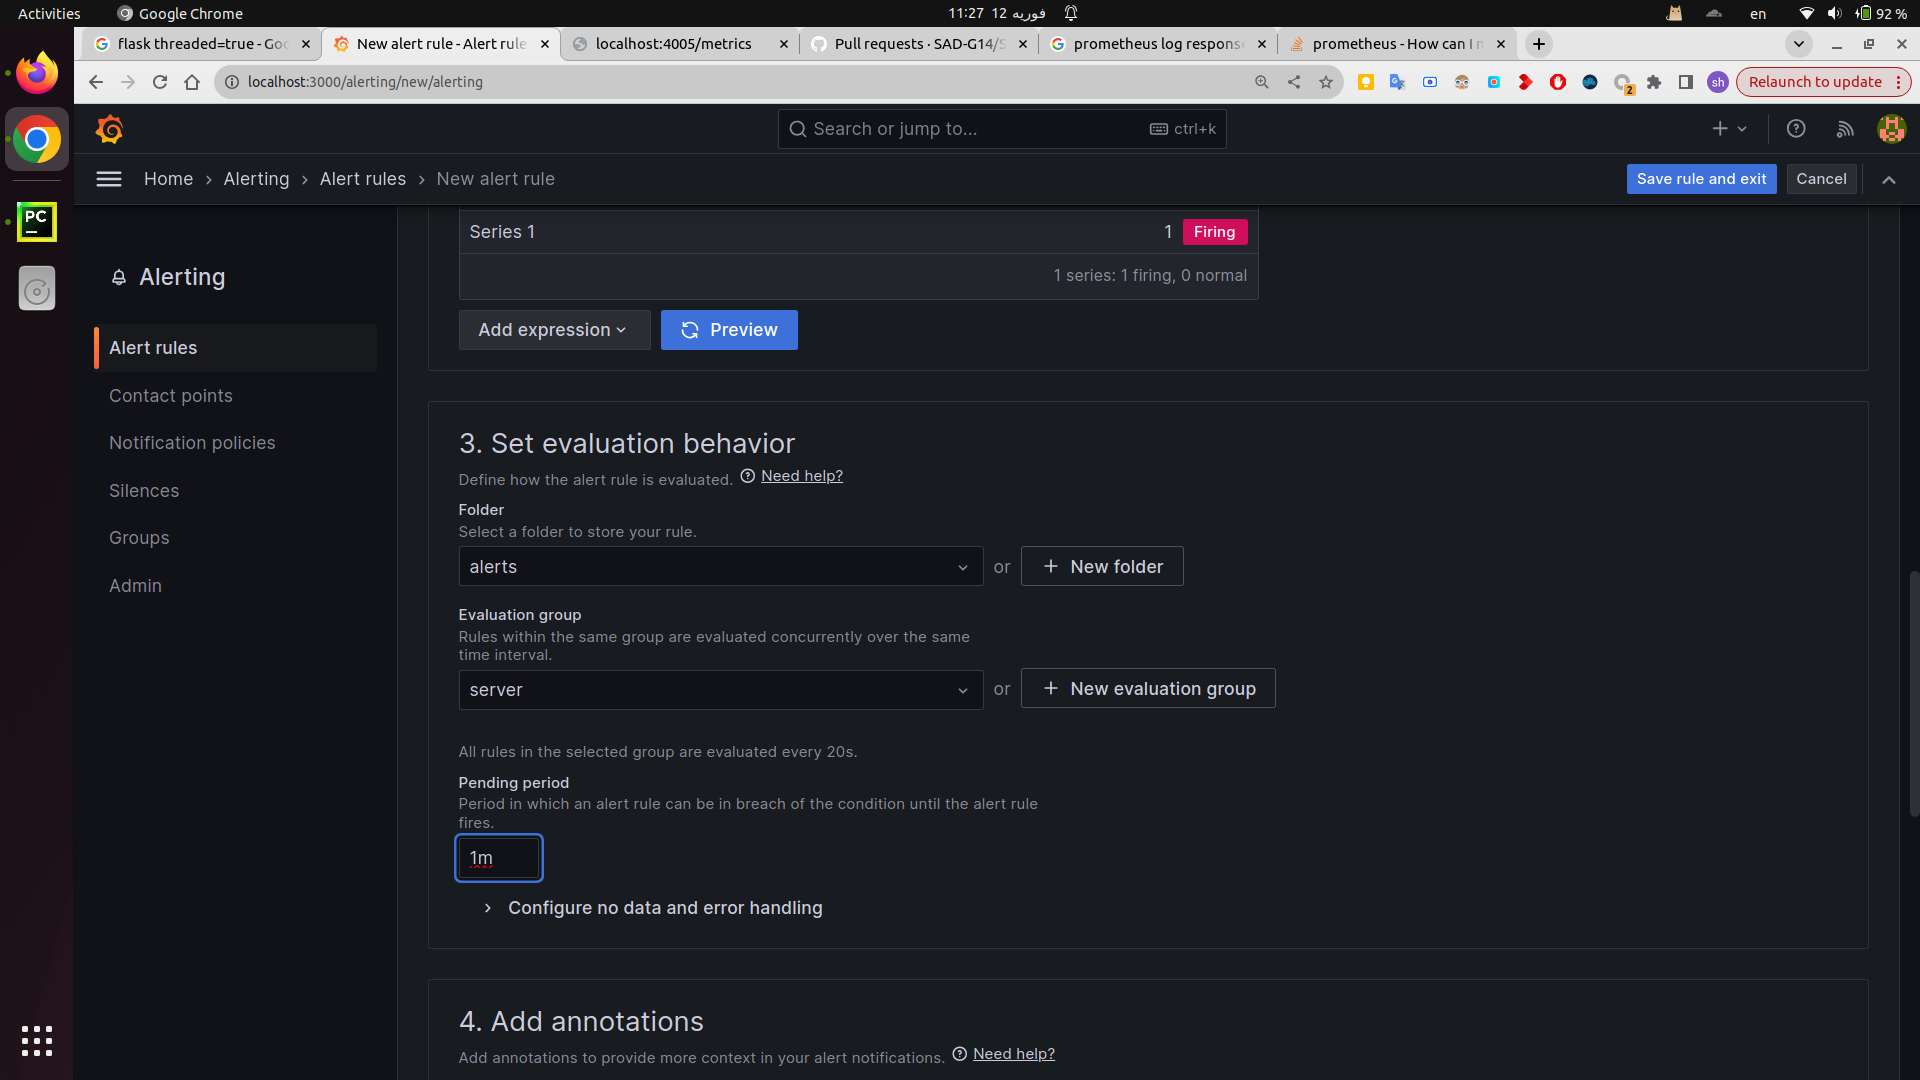 Activities
Google Chrome
11:27 12 فوریه
en
92 %
flask threaded=true - Goo
New alert rule - Alert rule
localhost:4005/metrics
Pull requests · SAD-G14/S
prometheus log response
prometheus - How can I m
localhost:3000/alerting/new/alerting
2
sh
Relaunch to update
Search or jump to...
ctrl+k
Home › Alerting › Alert rules › New alert rule
Save rule and exit
Cancel
PC
Alerting
Alert rules
Contact points
Notification policies
Silences
Groups
Admin
Series 1
1
Firing
1 series: 1 firing, 0 normal
Add expression
Preview
3. Set evaluation behavior
Define how the alert rule is evaluated.
Need help?
Folder
Select a folder to store your rule.
alerts
or
+ New folder
Evaluation group
Rules within the same group are evaluated concurrently over the same
time interval.
server
or
+ New evaluation group
All rules in the selected group are evaluated every 20s.
Pending period
Period in which an alert rule can be in breach of the condition until the alert rule
fires.
1m
Configure no data and error handling
4. Add annotations
Add annotations to provide more context in your alert notifications.
Need help?